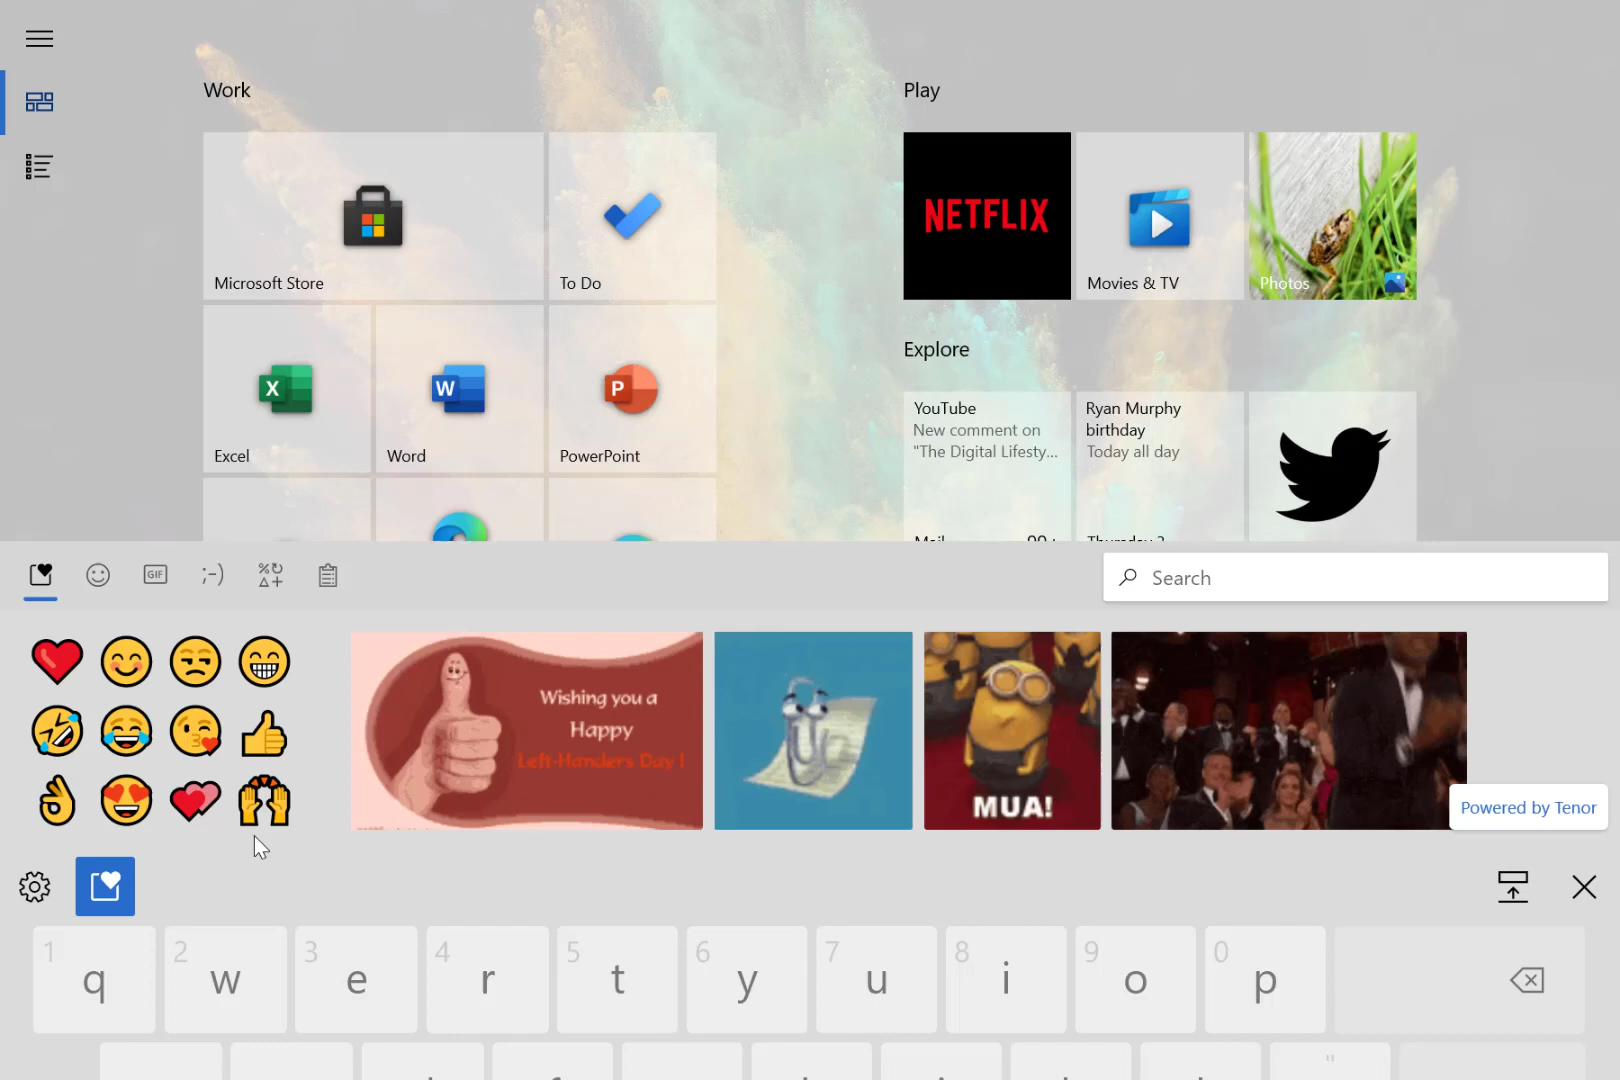 Work
Play
Microsoft Store
To Do
NETFLIX
Movies & TV
Photos
Excel
Word
PowerPoint
Explore
YouTube
New comment on
"The Digital Lifesty...
Ryan Murphy
birthday
Today all day
GIF
;-)
Search
Wishing you a
Happy
Left-Handers Day !
MUA!
Powered by Tenor
1 2 3 4 5 6 7 8 9 0
q w e r t y u i o p